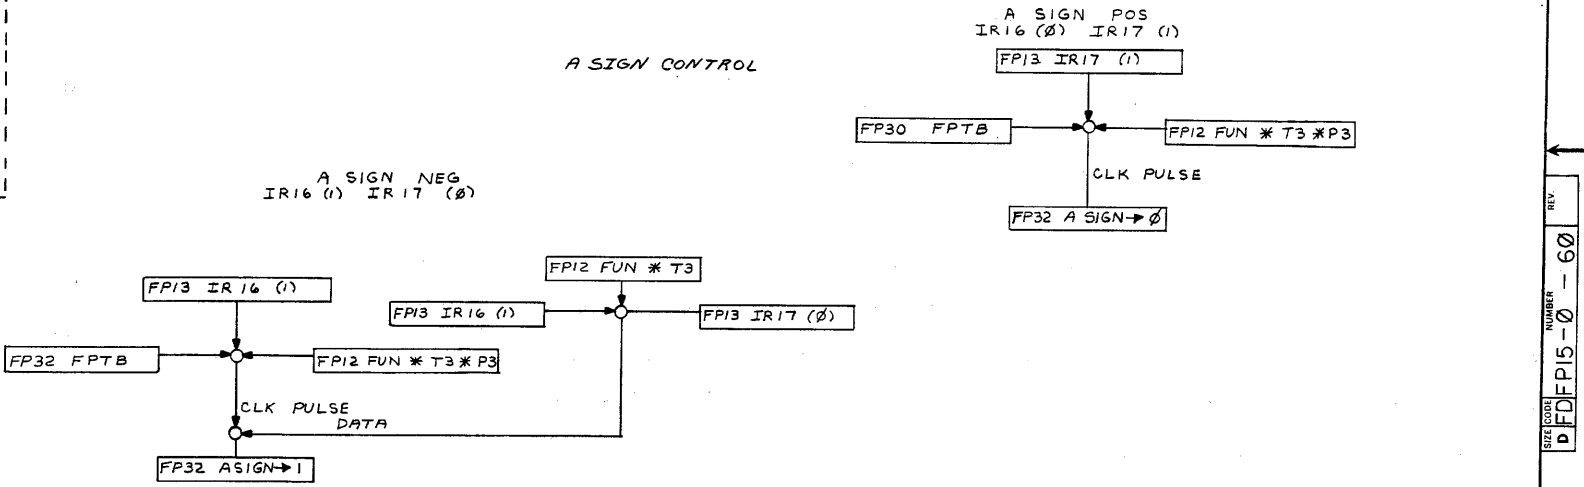 A SIGN CONTROL
A SIGN POS
IR16 (Ø) IR17 (1)
FP13 IR17 (1)
FP30 FPTB
FP12 FUN * T3 * P3
CLK PULSE
FP32 A SIGN→Ø
A SIGN NEG
IR16 (1) IR17 (Ø)
FP12 FUN * T3
FP13 IR16 (1)
FP13 IR16 (1)
FP13 IR17 (Ø)
FP32 FPTB
FP12 FUN * T3 * P3
CLK PULSE
DATA
FP32 ASIGN→1
SIZE CODE NUMBER REV.
D FD FP15-Ø-60